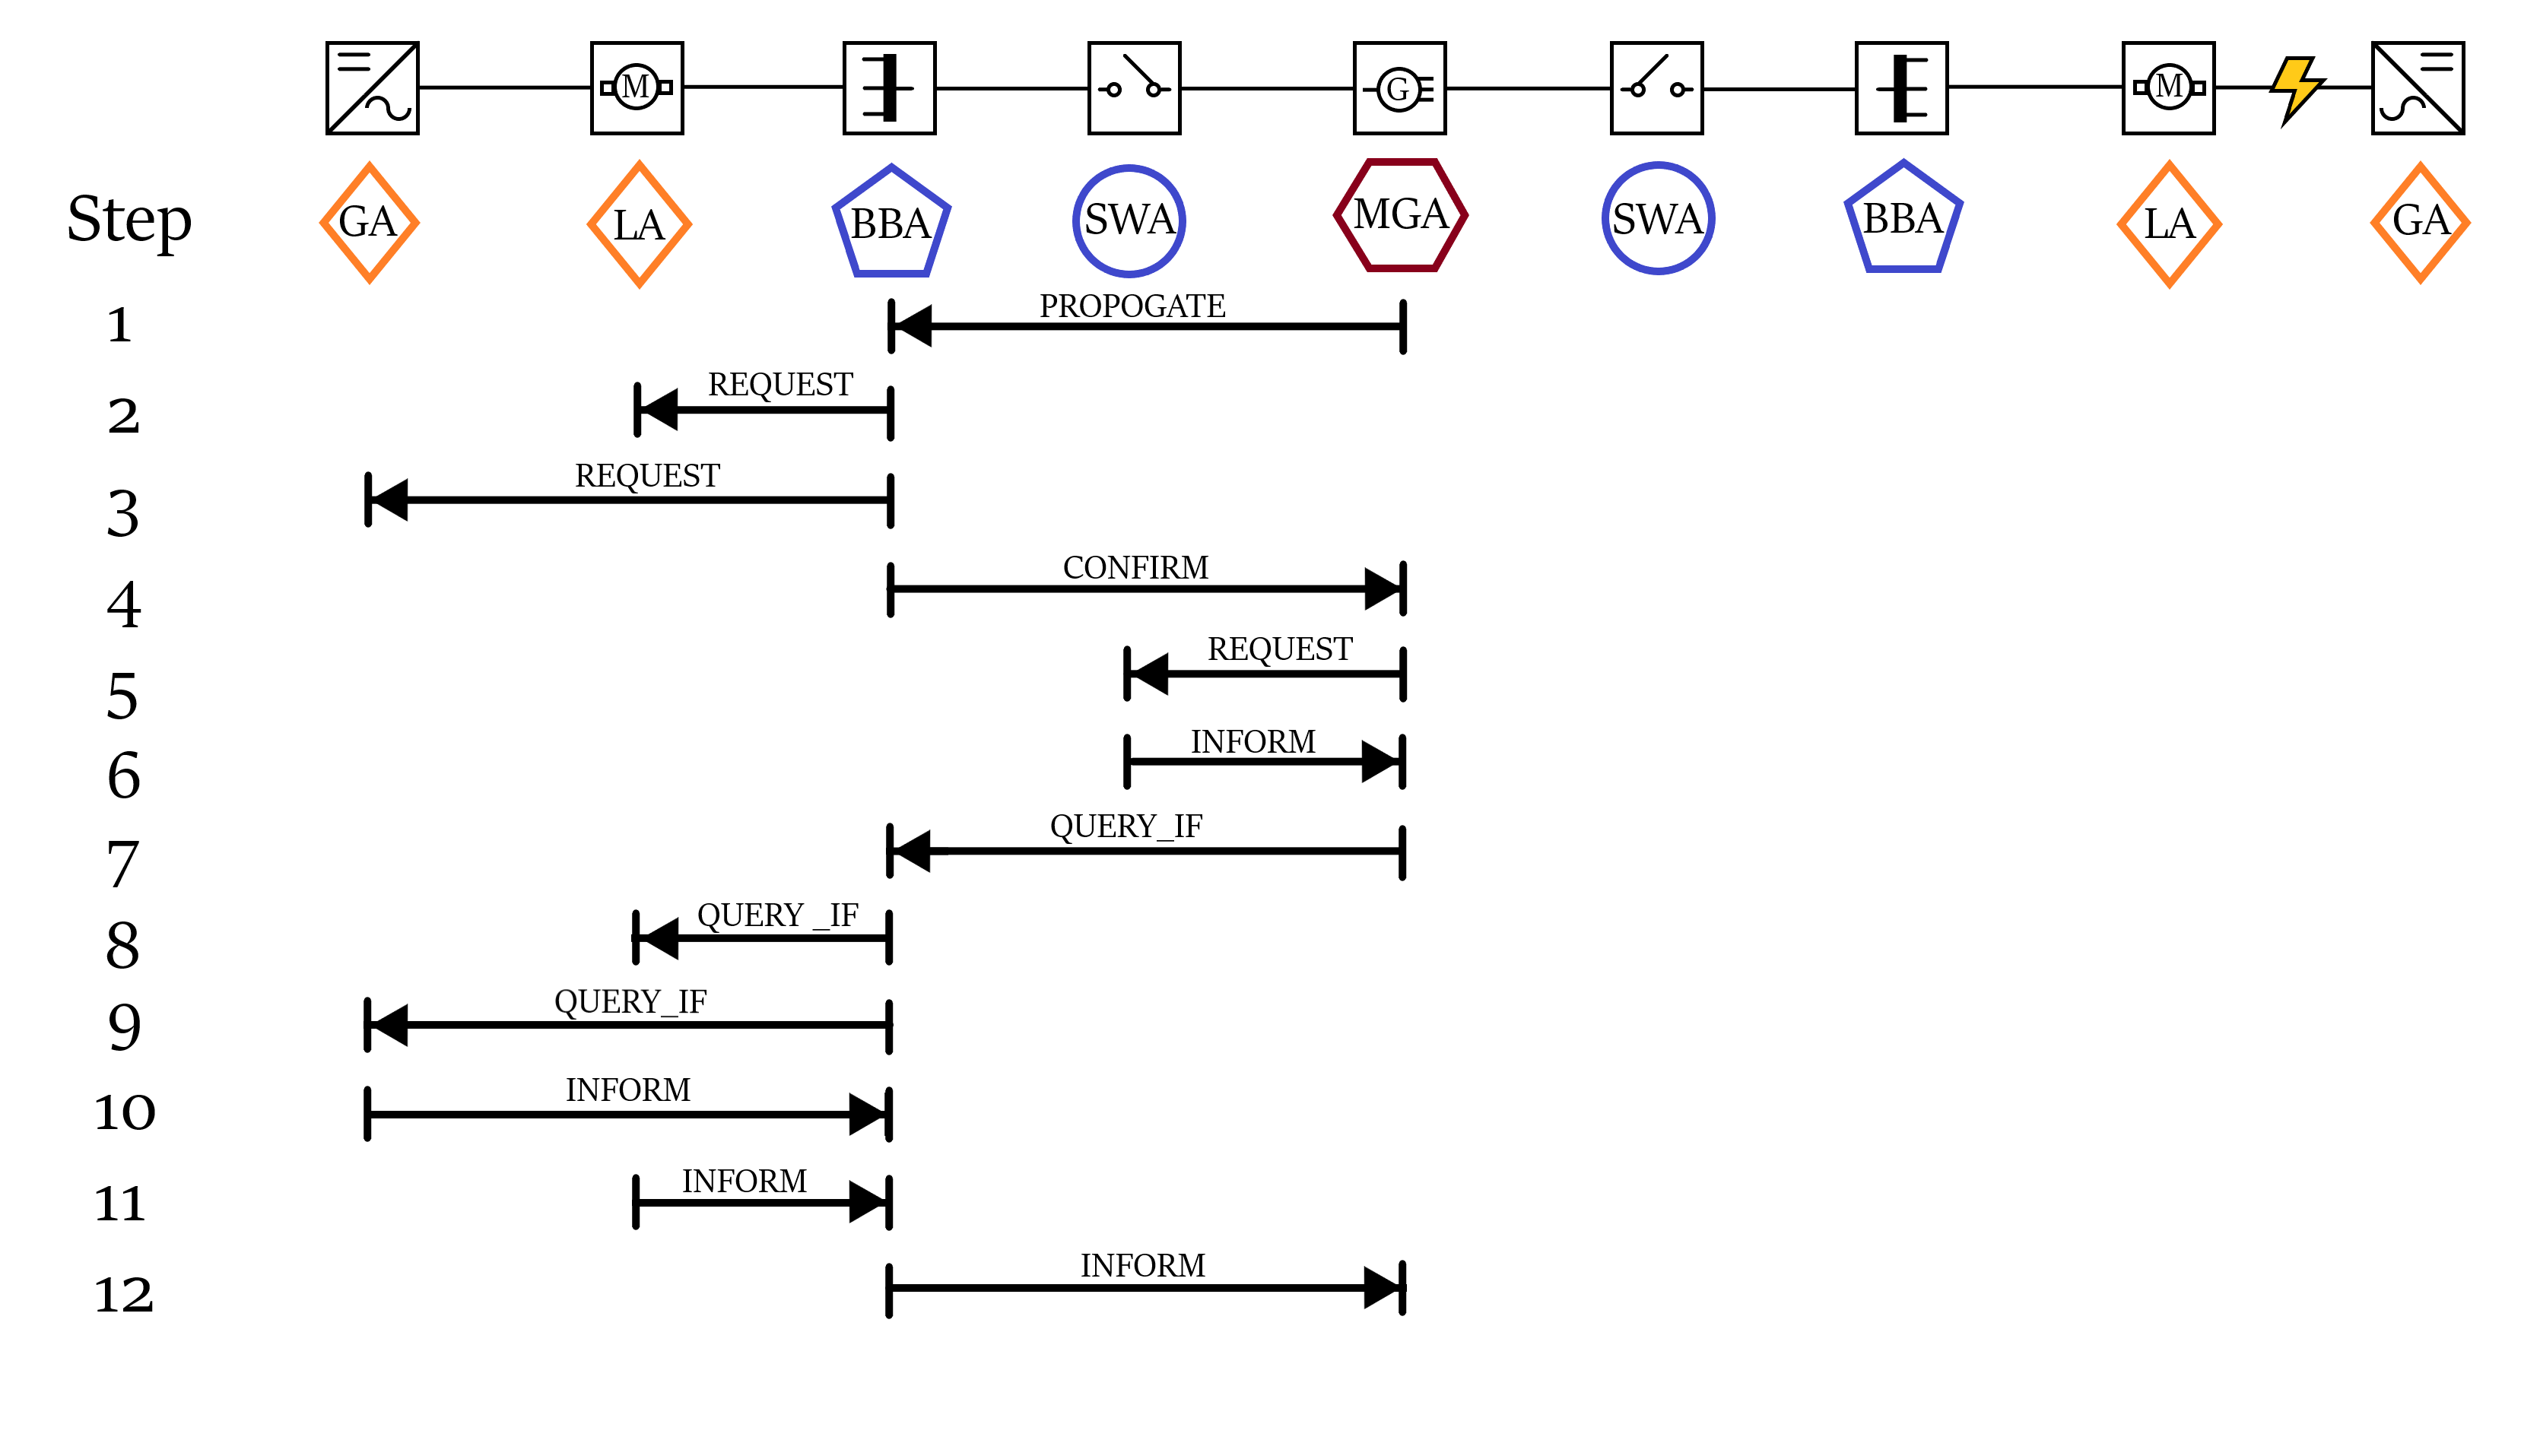 M
G
M
Step
GA
LA
BBA
SWA
MGA
SWA
BBA
LA
GA
1
PROPOGATE
2
REQUEST
3
REQUEST
4
CONFIRM
5
REQUEST
6
INFORM
7
QUERY_IF
8
QUERY _IF
9
QUERY_IF
10
INFORM
11
INFORM
12
INFORM